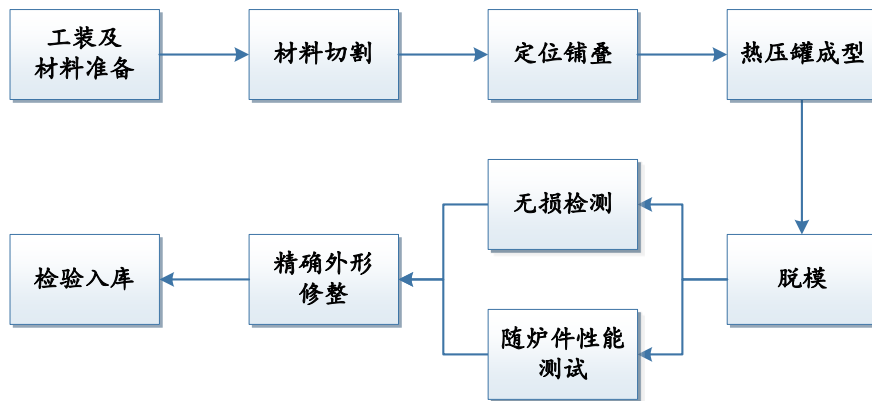 工装及
材料准备
材料切割
定位铺叠
热压罐成型
无损检测
检验入库
精确外形
修整
脱模
随炉件性能
测试